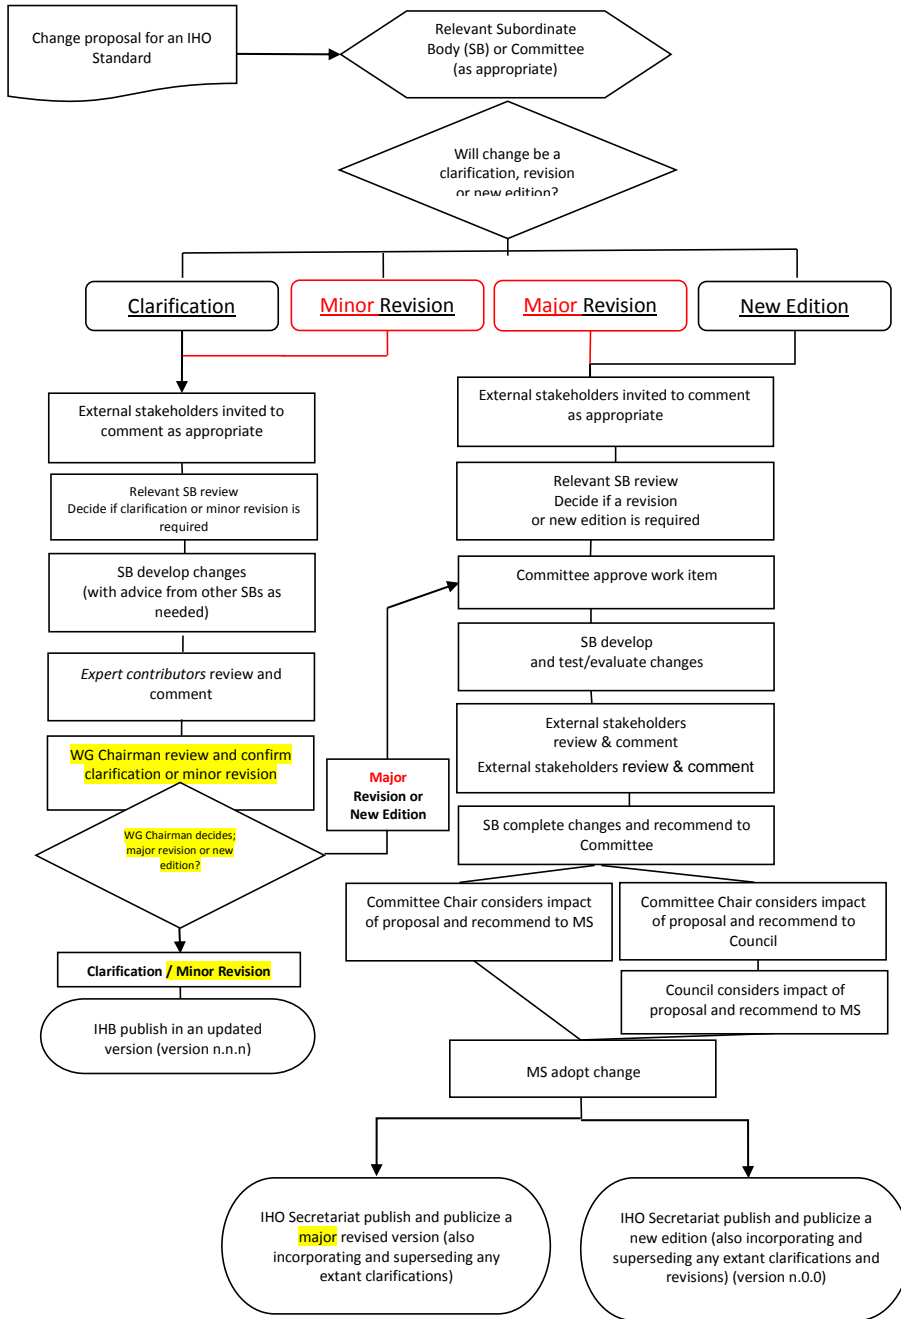 Change proposal for an IHO
Standard
Relevant Subordinate
Body (SB) or Committee
(as appropriate)
Will change be a
clarification, revision
or new edition?
Clarification
Minor Revision
Major Revision
New Edition
External stakeholders invited to
comment as appropriate
Relevant SB review
Decide if clarification or minor revision is
required
SB develop changes
(with advice from other SBs as
needed)
Expert contributors review and
comment
WG Chairman review and confirm
clarification or minor revision
WG Chairman decides;
major revision or new
edition?
Major
Revision or
New Edition
Clarification / Minor Revision
IHB publish in an updated
version (version n.n.n)
External stakeholders invited to comment
as appropriate
Relevant SB review
Decide if a revision
or new edition is required
Committee approve work item
SB develop
and test/evaluate changes
External stakeholders
review & comment
External stakeholders review & comment
SB complete changes and recommend to
Committee
Committee Chair considers impact
of proposal and recommend to MS
Committee Chair considers impact
of proposal and recommend to
Council
Council considers impact of
proposal and recommend to MS
MS adopt change
IHO Secretariat publish and publicize a
major revised version (also
incorporating and superseding any
extant clarifications)
IHO Secretariat publish and publicize a
new edition (also incorporating and
superseding any extant clarifications and
revisions) (version n.0.0)